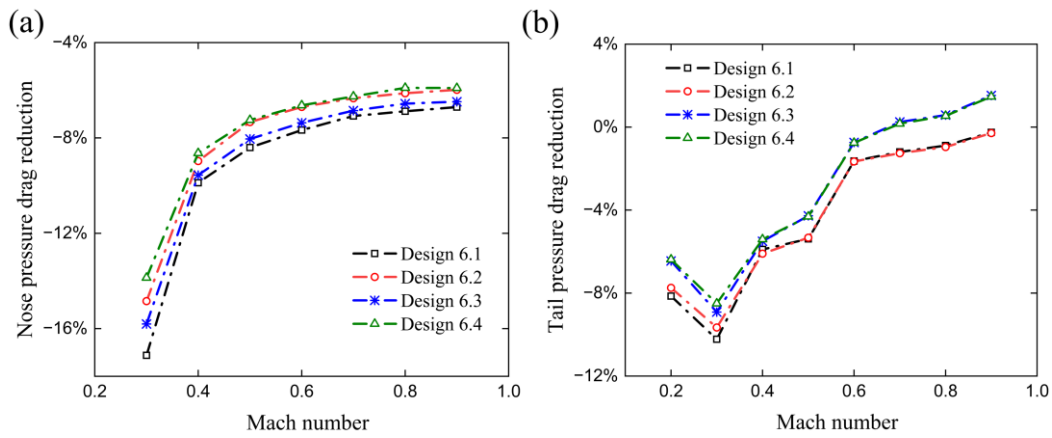 (a)
Nose pressure drag reduction
−4%
−8%
−12%
−16%
Design 6.1
Design 6.2
Design 6.3
Design 6.4
0.2
0.4
0.6
0.8
1.0
Mach number
(b)
Tail pressure drag reduction
4%
0%
−4%
−8%
−12%
Design 6.1
Design 6.2
Design 6.3
Design 6.4
0.2
0.4
0.6
0.8
1.0
Mach number